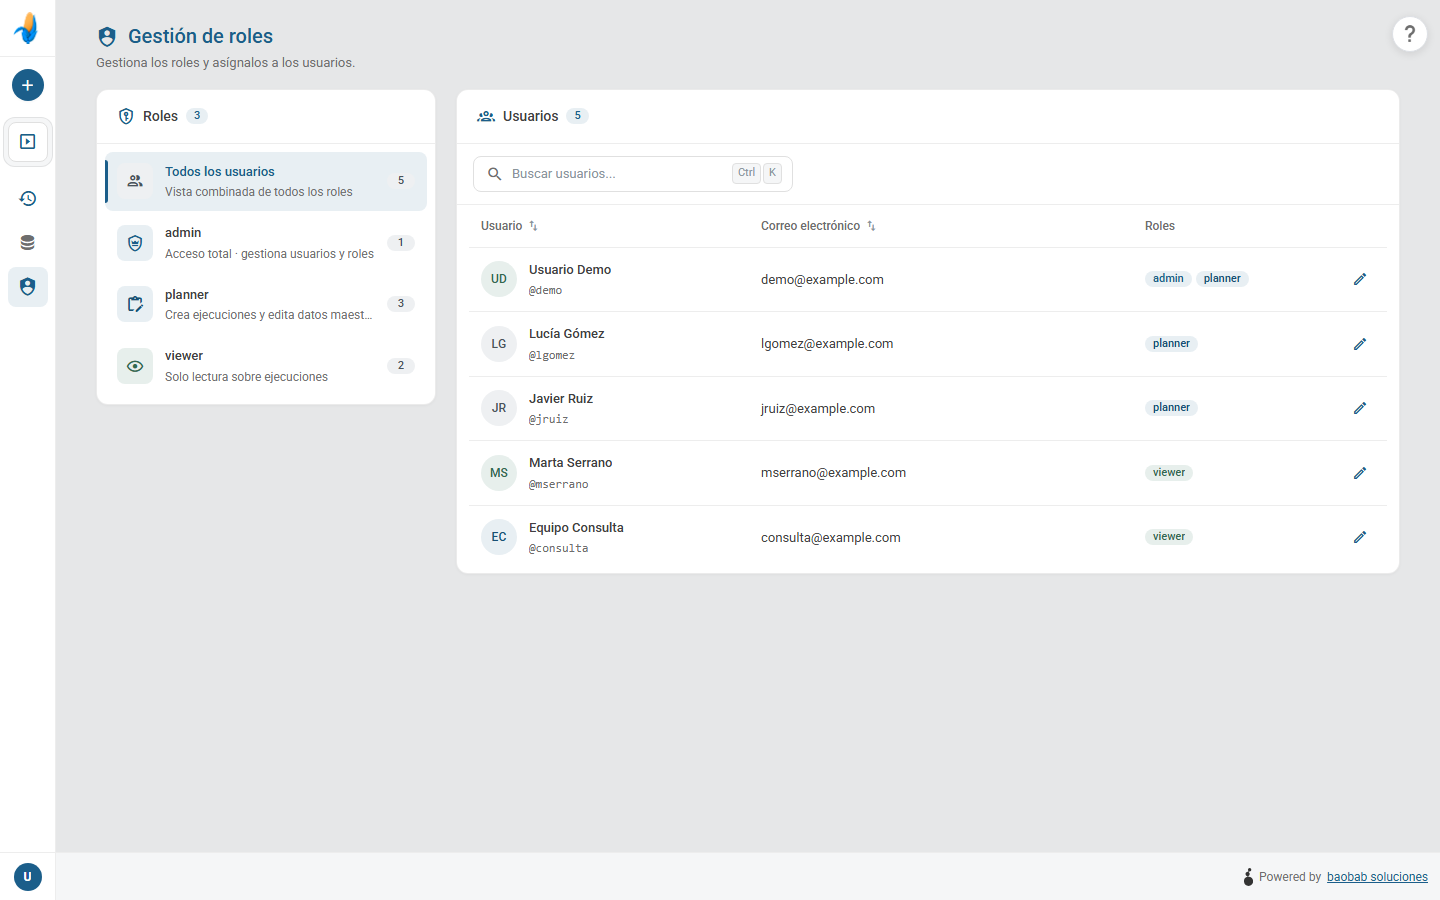 Gestión de roles
Gestiona los roles y asígnalos a los usuarios.
?
Roles 3
Todos los usuarios
Vista combinada de todos los roles
5
admin
Acceso total · gestiona usuarios y roles
1
planner
Crea ejecuciones y edita datos maest...
3
viewer
Solo lectura sobre ejecuciones
2
Usuarios 5
Buscar usuarios... Ctrl K
Usuario Correo electrónico Roles
UD Usuario Demo
@demo
demo@example.com
admin planner
LG Lucía Gómez
@lgomez
lgomez@example.com
planner
JR Javier Ruiz
@jruiz
jruiz@example.com
planner
MS Marta Serrano
@mserrano
mserrano@example.com
viewer
EC Equipo Consulta
@consulta
consulta@example.com
viewer
U
Powered by baobab soluciones